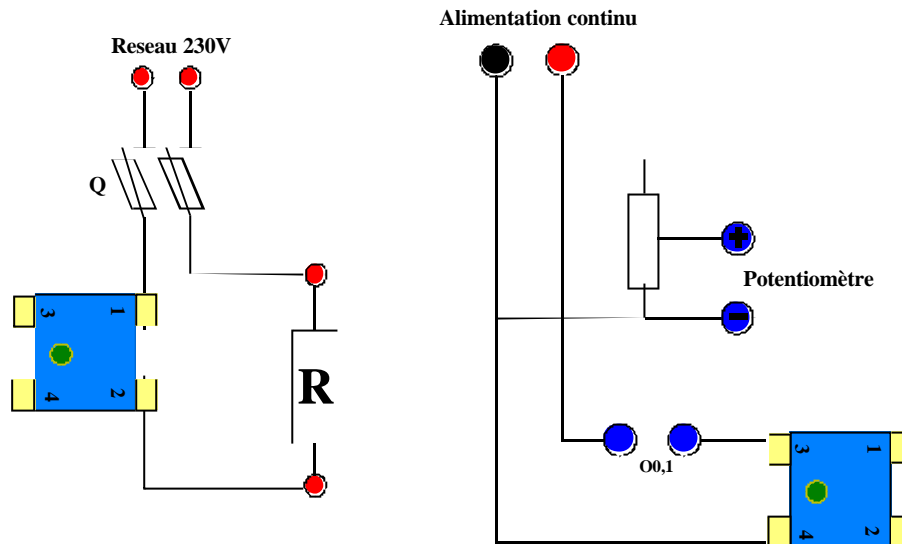 Alimentation continu
Reseau 230V
Q
+
Potentiomètre
-
3 1
4 2
R
O0,1
3 1
4 2